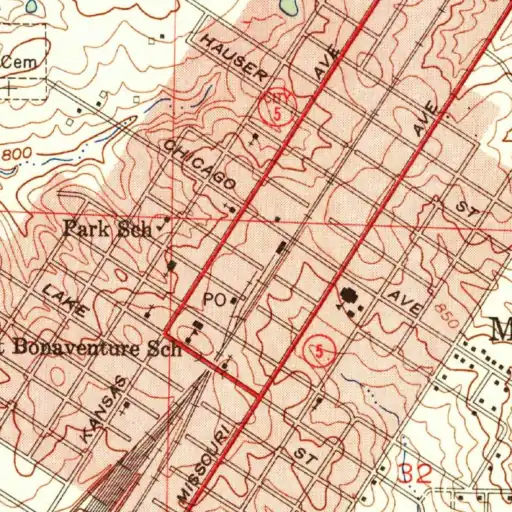 HAUSER
AVE
Cem
CITY
5
AVE
800
CHICAGO
ST
Park Sch
LAKE
PO
AVE
850
M
t Bonaventure Sch
5
KANSAS
MISSOURI
ST
32